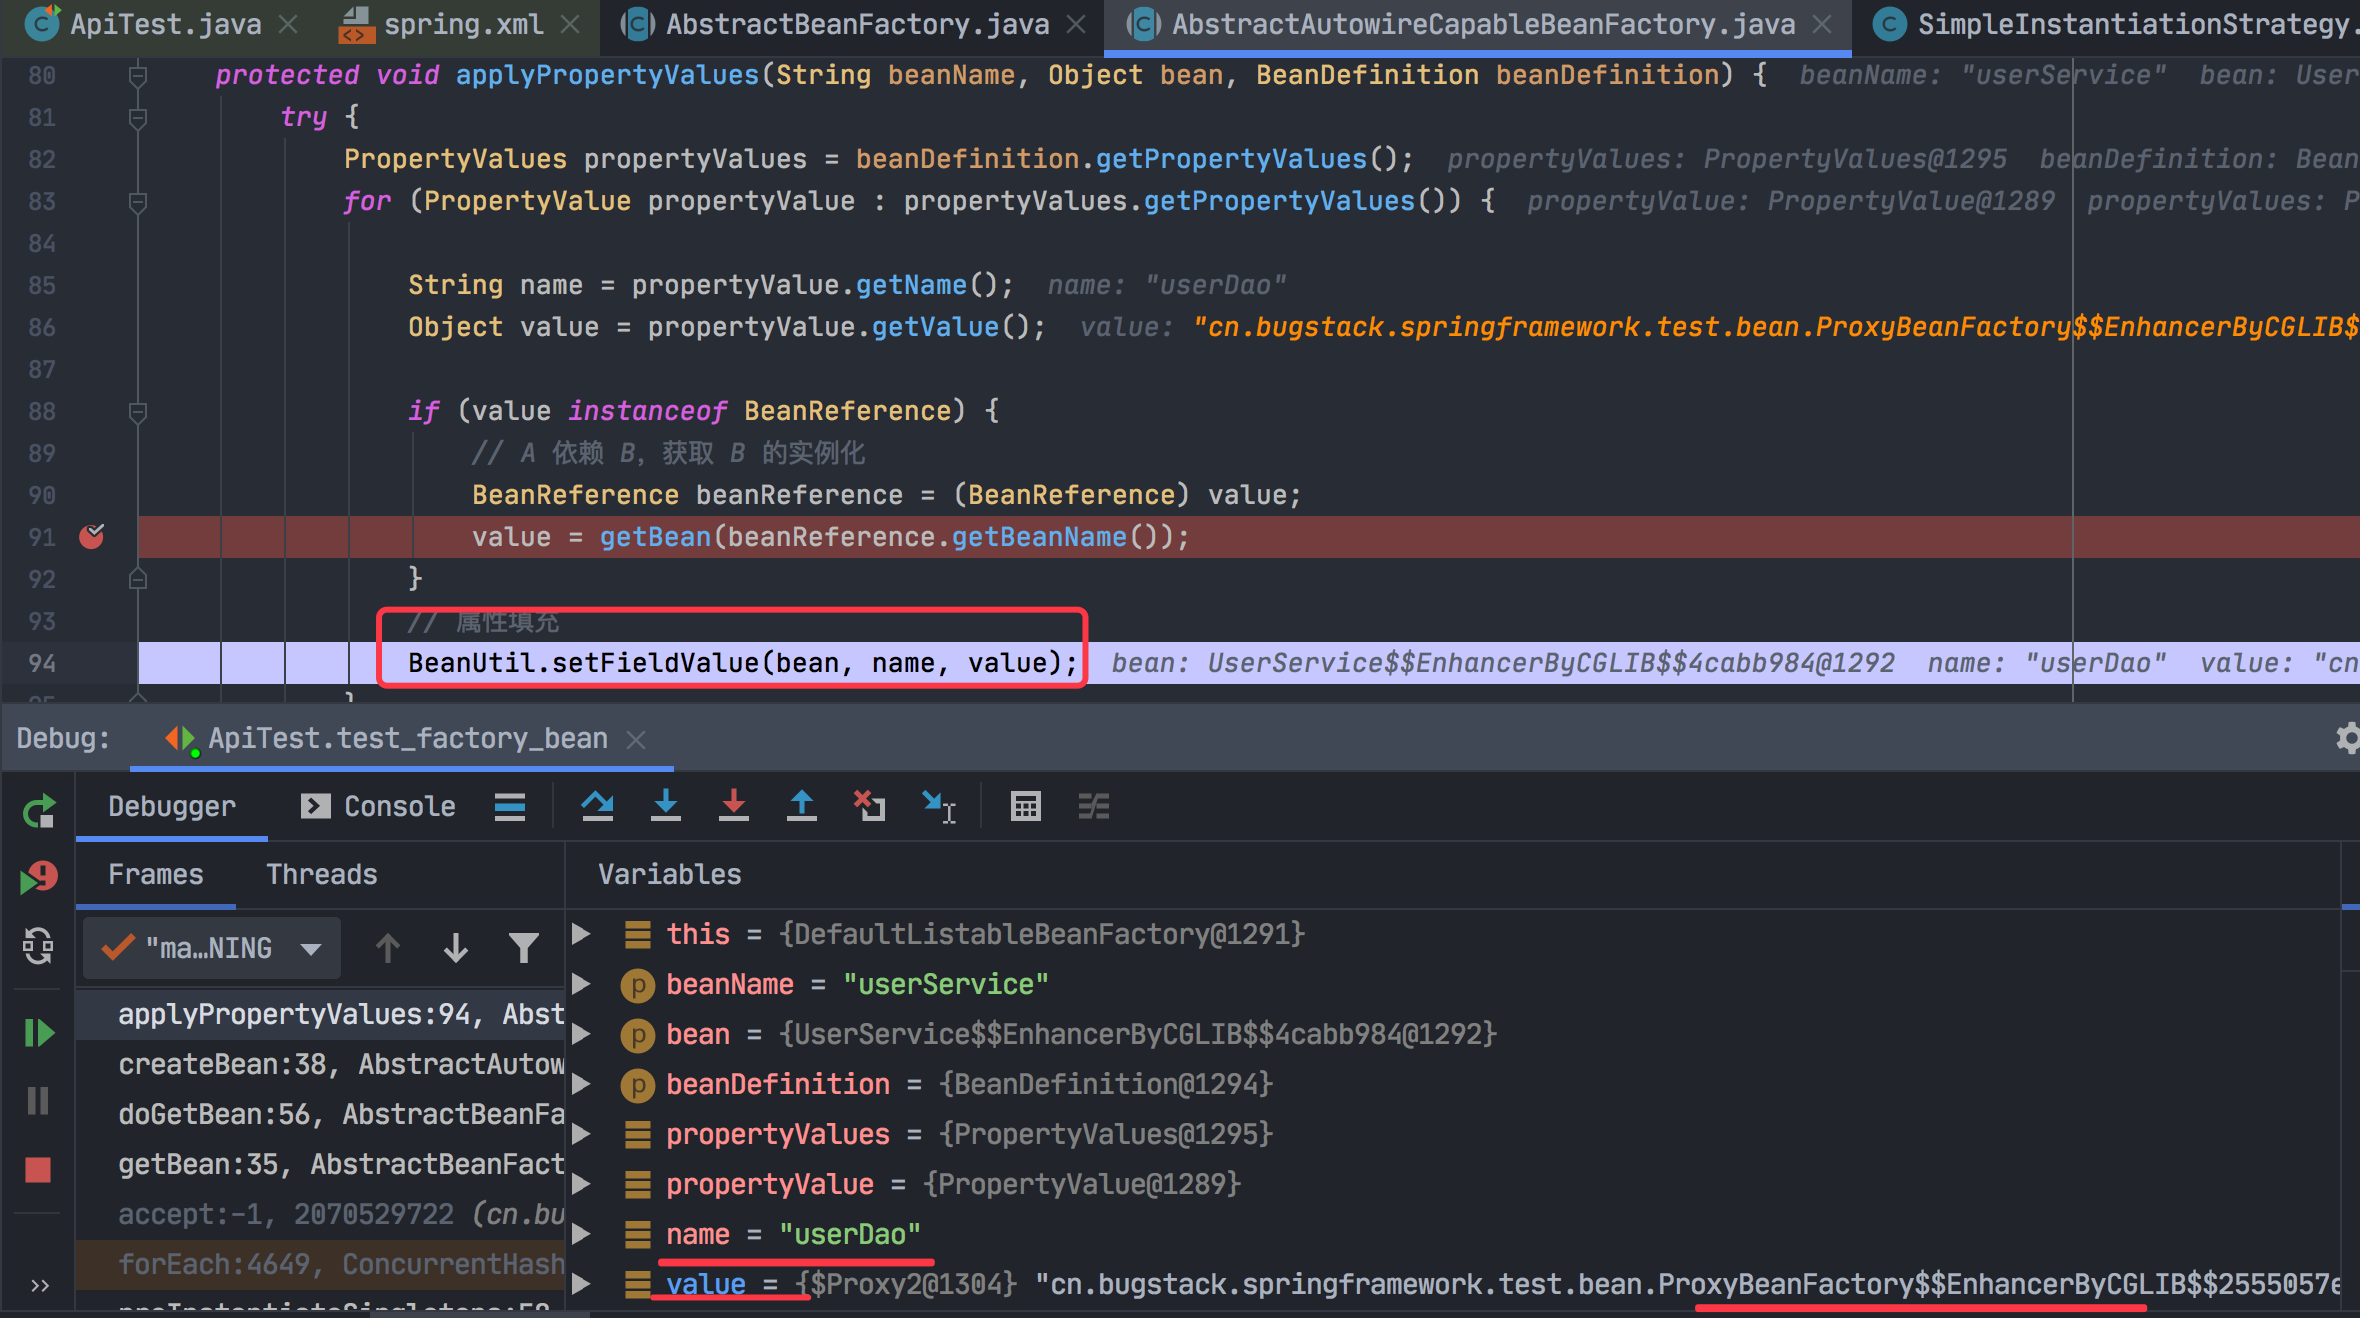 ApiTest.java spring.xml AbstractBeanFactory.java AbstractAutowireCapableBeanFactory.java SimpleInstantiationStrategy.
80 protected void applyPropertyValues(String beanName, Object bean, BeanDefinition beanDefinition) { beanName: "userService" bean: User
81 try {
82 PropertyValues propertyValues = beanDefinition.getPropertyValues(); propertyValues: PropertyValues@1295 beanDefinition: Bean
83 for (PropertyValue propertyValue : propertyValues.getPropertyValues()) { propertyValue: PropertyValue@1289 propertyValues: P
84
85 String name = propertyValue.getName(); name: "userDao"
86 Object value = propertyValue.getValue(); value: "cn.bugstack.springframework.test.bean.ProxyBeanFactory$$EnhancerByCGLIB$
87
88 if (value instanceof BeanReference) {
89 // A 依赖 B，获取 B 的实例化
90 BeanReference beanReference = (BeanReference) value;
91 value = getBean(beanReference.getBeanName());
92 }
93 // 属性填充
94 BeanUtil.setFieldValue(bean, name, value); bean: UserService$$EnhancerByCGLIB$$4cabb984@1292 name: "userDao" value: "cn
95 }
Debug: ApiTest.test_factory_bean
Debugger Console
Frames Threads Variables
"ma...NING
applyPropertyValues:94, Abst
createBean:38, AbstractAutow
doGetBean:56, AbstractBeanFa
getBean:35, AbstractBeanFact
accept:-1, 2070529722 (cn.bu
forEach:4649, ConcurrentHash
this = {DefaultListableBeanFactory@1291}
beanName = "userService"
bean = {UserService$$EnhancerByCGLIB$$4cabb984@1292}
beanDefinition = {BeanDefinition@1294}
propertyValues = {PropertyValues@1295}
propertyValue = {PropertyValue@1289}
name = "userDao"
value = {$Proxy2@1304} "cn.bugstack.springframework.test.bean.ProxyBeanFactory$$EnhancerByCGLIB$$2555057e